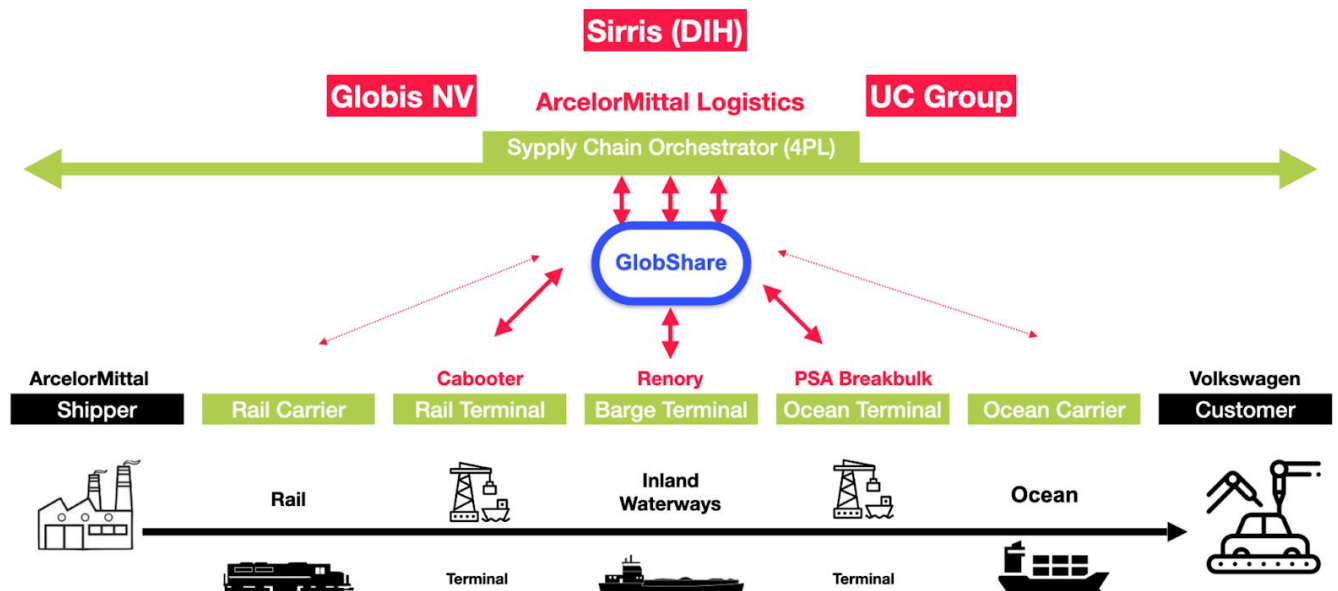 Sirris (DIH)
Globis NV
ArcelorMittal Logistics
UC Group
Sypply Chain Orchestrator (4PL)
GlobShare
ArcelorMittal
Cabooter
Renory
PSA Breakbulk
Volkswagen
Shipper
Rail Carrier
Rail Terminal
Barge Terminal
Ocean Terminal
Ocean Carrier
Customer
Rail
Inland
Waterways
Ocean
Terminal
Terminal